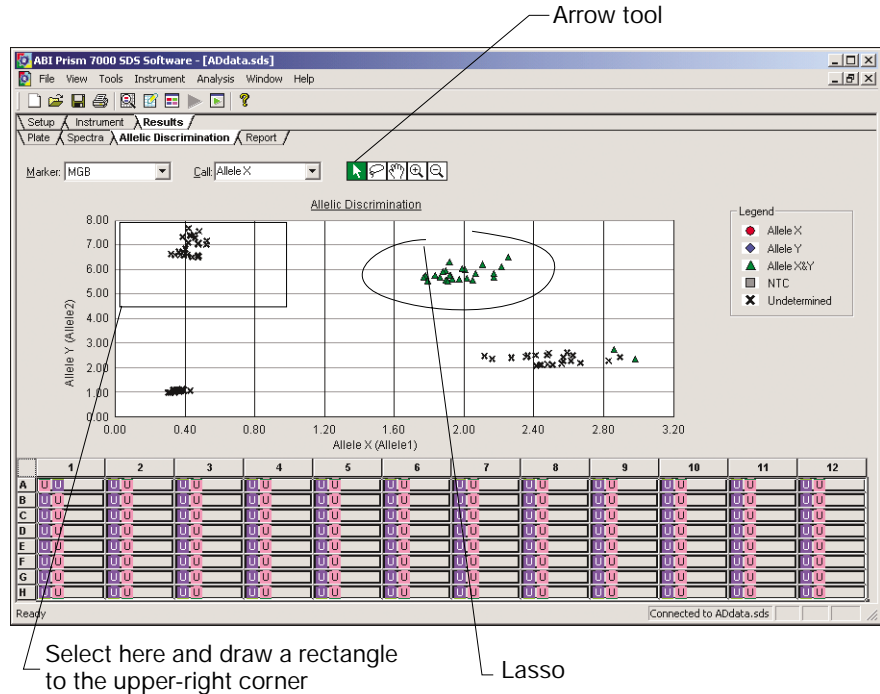 Arrow tool
ABI Prism 7000 SDS Software - [ADdata.sds]
File View Tools Instrument Analysis Window Help
Setup Instrument Results
Plate Spectra Allelic Discrimination Report
Marker: MGB Call: Allele X
Allelic Discrimination
Legend
Allele X
Allele Y
Allele X&Y
NTC
Undetermined
Allele Y (Allele2)
8.00
7.00
6.00
5.00
4.00
3.00
2.00
1.00
0.00
0.00 0.40 0.80 1.20 1.60 2.00 2.40 2.80 3.20
Allele X (Allele1)
1 2 3 4 5 6 7 8 9 10 11 12
A U U U U U U U U U U U U U U U U U U U U U U U U
B U U U U U U U U U U U U U U U U U U U U U U U U
C U U U U U U U U U U U U U U U U U U U U U U U U
D U U U U U U U U U U U U U U U U U U U U U U U U
E U U U U U U U U U U U U U U U U U U U U U U U U
F U U U U U U U U U U U U U U U U U U U U U U U U
G U U U U U U U U U U U U U U U U U U U U U U U U
H U U U U U U U U U U U U U U U U U U U U U U U U
Ready Connected to ADdata.sds
Select here and draw a rectangle
to the upper-right corner
Lasso